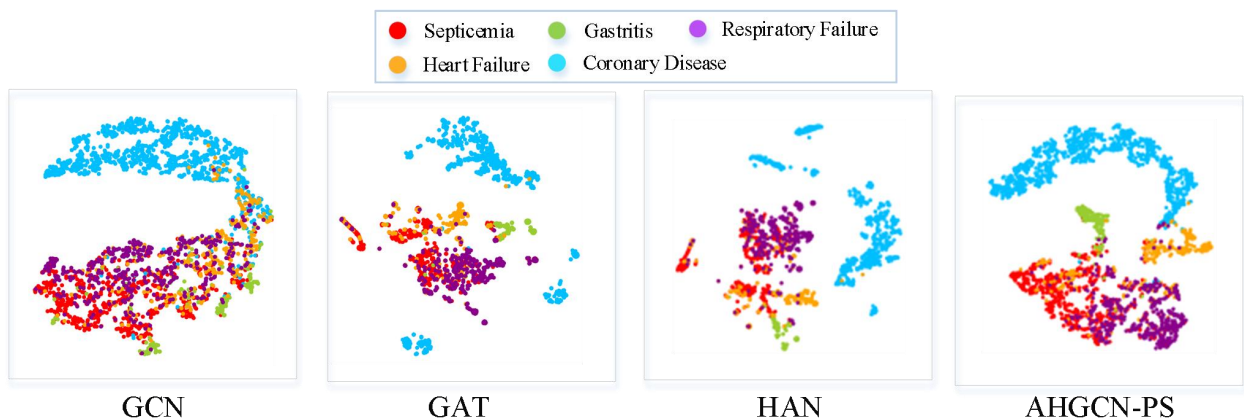 Septicemia Gastritis Respiratory Failure
Heart Failure Coronary Disease
GCN GAT HAN AHGCN-PS